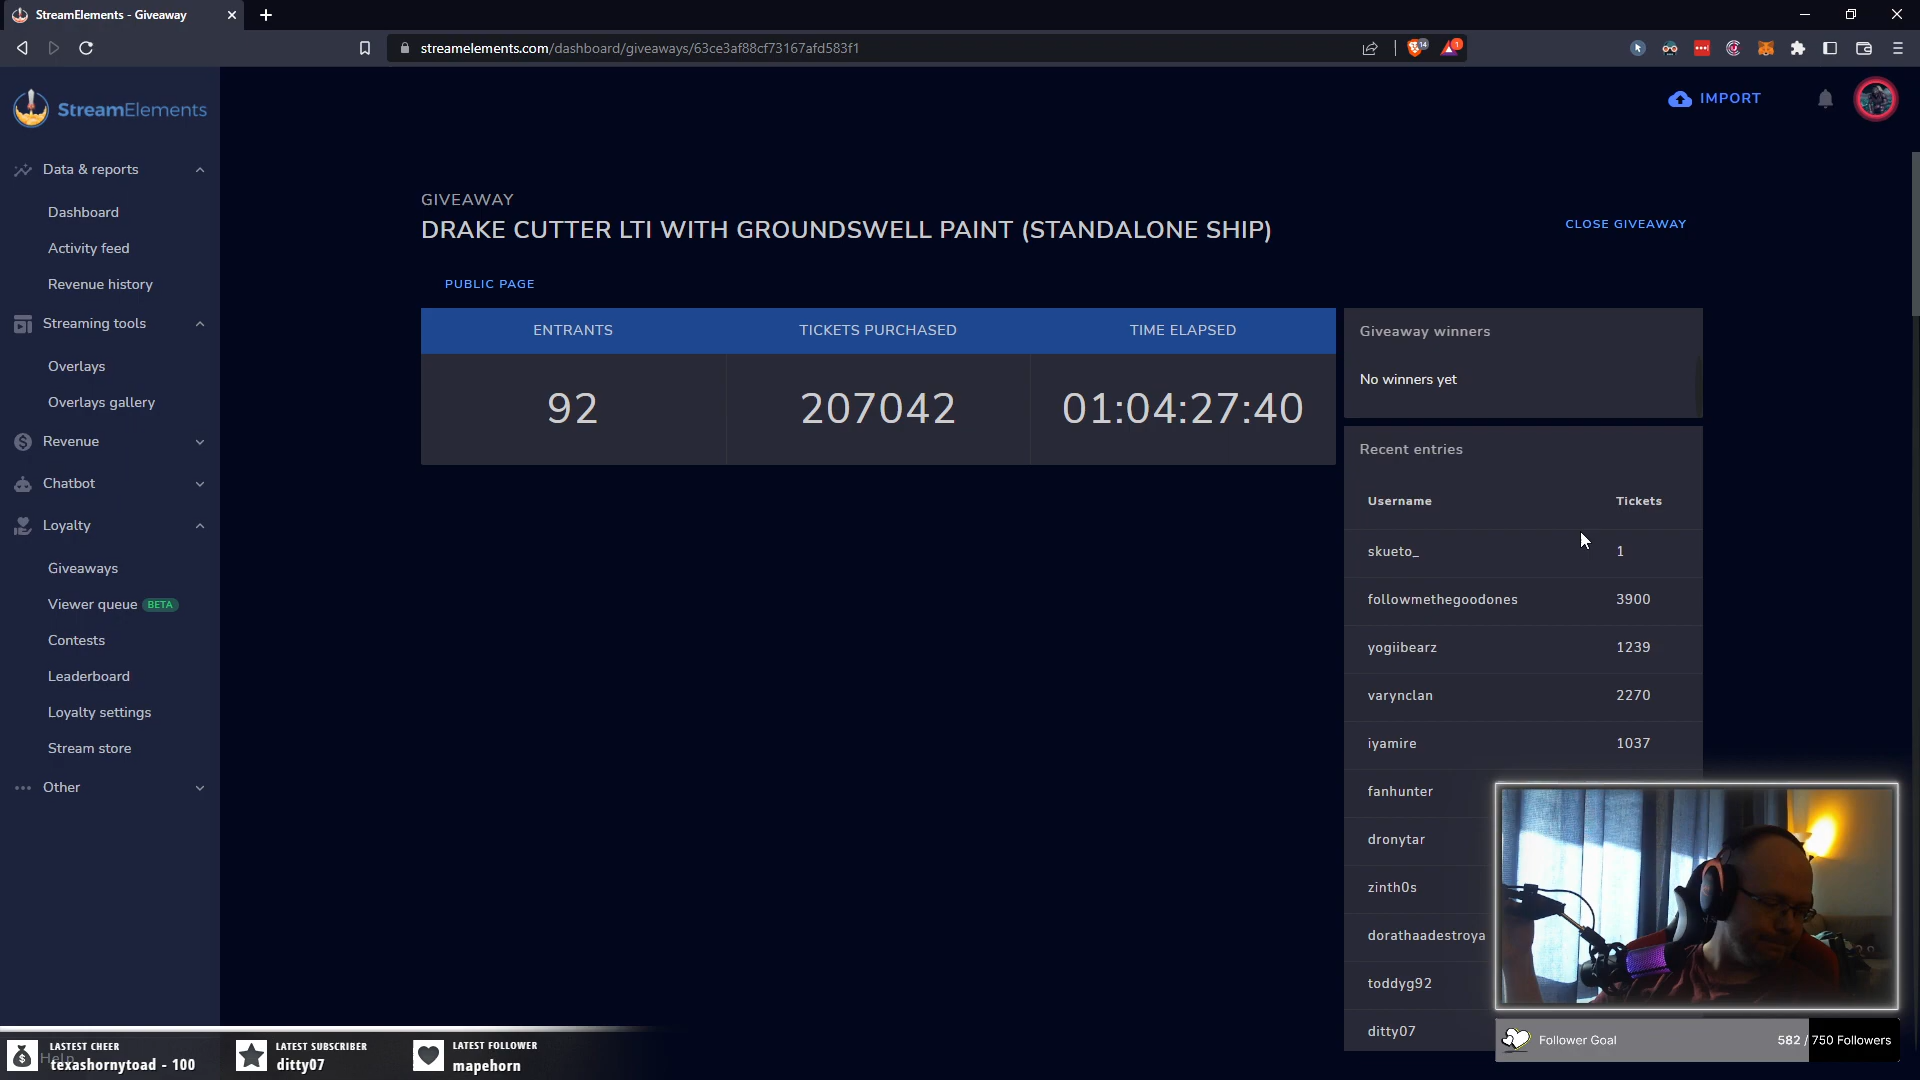 StreamElements - Giveaway
streamelements.com/dashboard/giveaways/63ce3af88cf73167afd583f1
14
1
StreamElements
IMPORT
Data & reports
Dashboard
Activity feed
Revenue history
Streaming tools
Overlays
Overlays gallery
Revenue
Chatbot
Loyalty
Giveaways
Viewer queue BETA
Contests
Leaderboard
Loyalty settings
Stream store
Other
Help
GIVEAWAY
DRAKE CUTTER LTI WITH GROUNDSWELL PAINT (STANDALONE SHIP)
CLOSE GIVEAWAY
PUBLIC PAGE
ENTRANTS TICKETS PURCHASED TIME ELAPSED
92 207042 01:04:27:40
Giveaway winners
No winners yet
Recent entries
Username Tickets
skueto_ 1
followmethegoodones 3900
yogiibearz 1239
varynclan 2270
iyamire 1037
fanhunter
dronytar
zinth0s
dorathaadestroya
toddyg92
ditty07
LASTEST CHEER
texashornytoad - 100
LATEST SUBSCRIBER
ditty07
LATEST FOLLOWER
mapehorn
Follower Goal 582 / 750 Followers